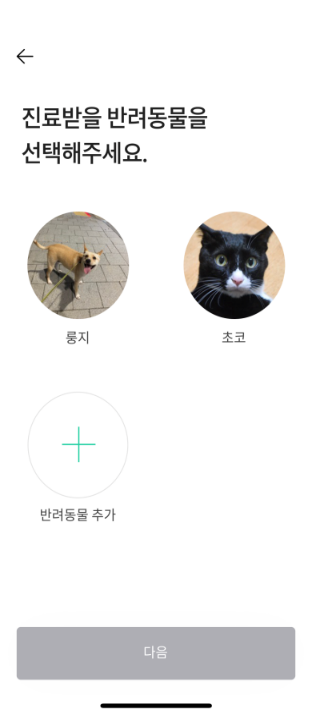 진료받을 반려동물을
선택해주세요.
룽지
초코
반려동물 추가
다음